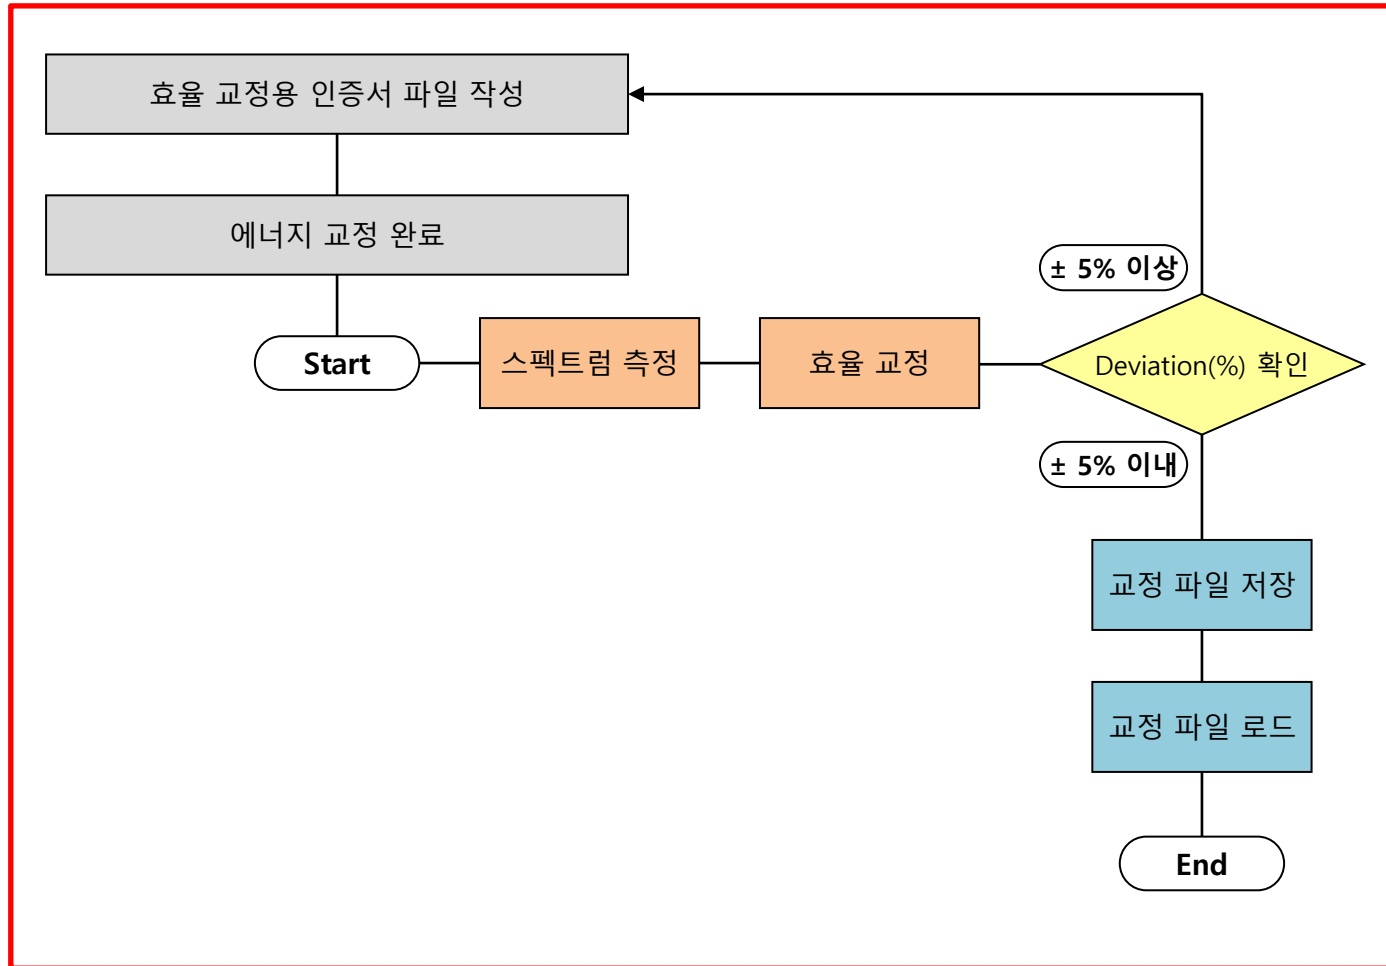 효율 교정용 인증서 파일 작성
에너지 교정 완료
± 5% 이상
Start
스펙트럼 측정
효율 교정
Deviation(%) 확인
± 5% 이내
교정 파일 저장
교정 파일 로드
End